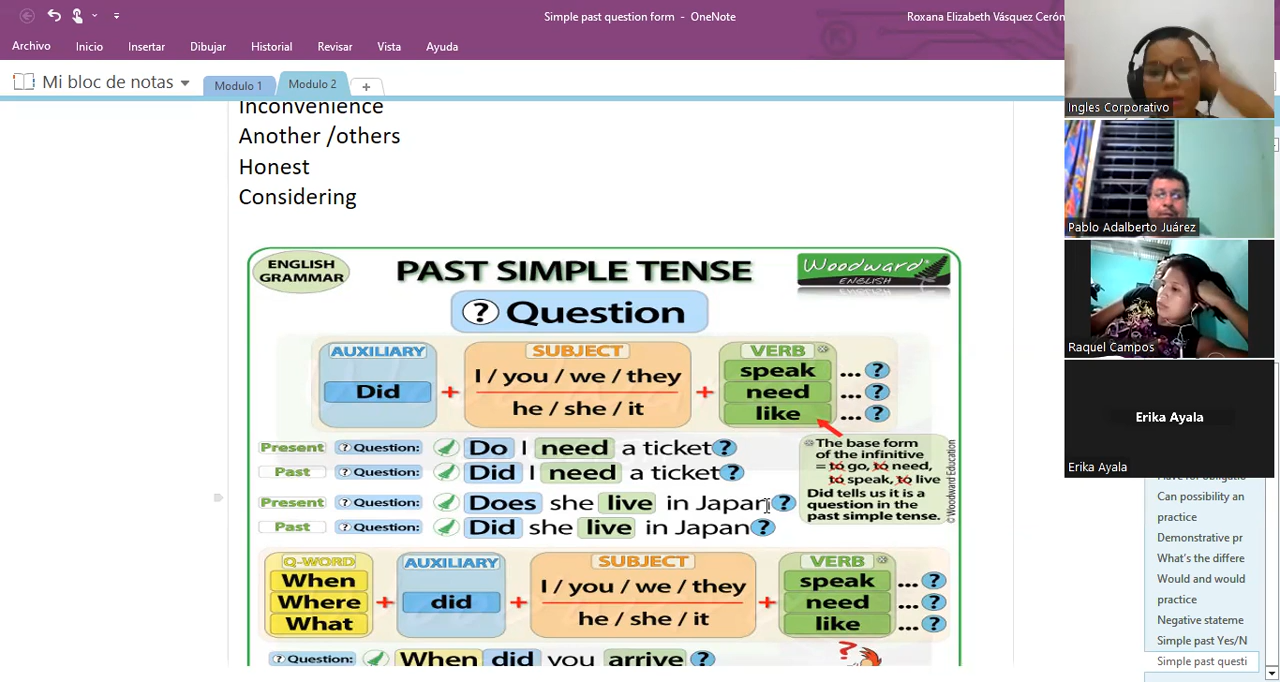 Simple past question form - OneNote
Roxana Elizabeth Vásquez Cerón
Archivo Inicio Insertar Dibujar Historial Revisar Vista Ayuda
Mi bloc de notas Modulo 1 Modulo 2 +
Inconvenience
Another /others
Honest
Considering
ENGLISH
GRAMMAR
PAST SIMPLE TENSE
Woodward
ENGLISH
? Question
AUXILIARY SUBJECT VERB
Did + I / you / we / they
he / she / it + speak ... ?
need ... ?
like ... ?
Present ? Question: Do I need a ticket ?
Past ? Question: Did I need a ticket ?
Present ? Question: Does she live in Japan ?
Past ? Question: Did she live in Japan ?
The base form
of the infinitive
= to go, to need,
to speak, to live
Did tells us it is a
question in the
past simple tense.
© Woodward Education
Q-WORD AUXILIARY SUBJECT VERB
When
Where
What + did + I / you / we / they
he / she / it + speak ... ?
need ... ?
like ... ?
? Question: When did you arrive ?
?
Ingles Corporativo
Pablo Adalberto Juárez
Raquel Campos
Erika Ayala
Erika Ayala
Can possibility an
practice
Demonstrative pr
What's the differe
Would and would
practice
Negative stateme
Simple past Yes/N
Simple past questi